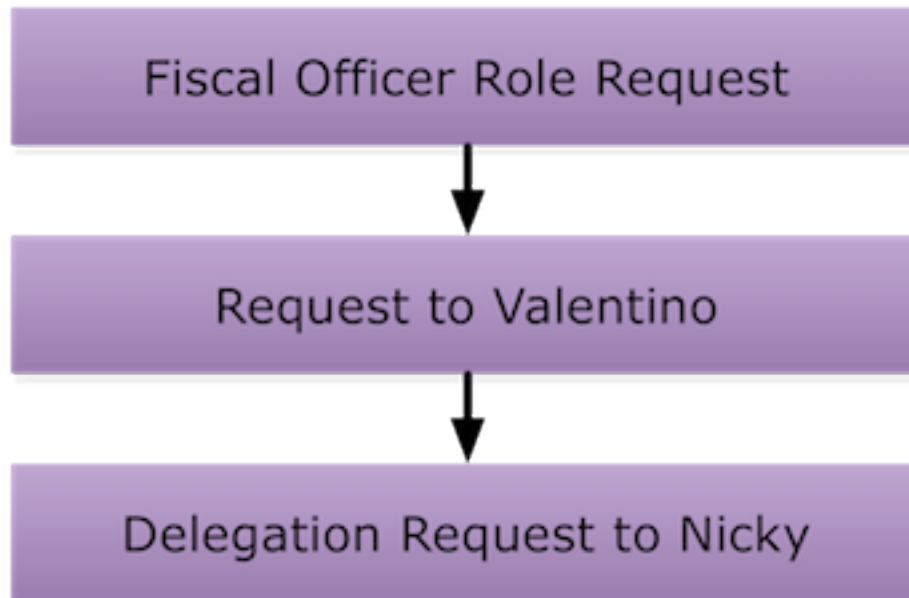 Fiscal Officer Role Request
Request to Valentino
Delegation Request to Nicky